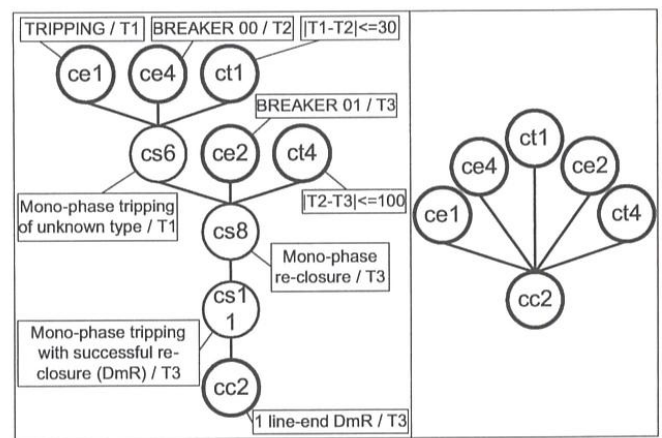 TRIPPING / T1
BREAKER 00 / T2
|T1-T2|<=30
ce1
ce4
ct1
BREAKER 01 / T3
cs6
ce2
ct4
Mono-phase tripping
of unknown type / T1
|T2-T3|<=100
cs8
Mono-phase
re-closure / T3
cs1
1
Mono-phase tripping
with successful re-
closure (DmR) / T3
cc2
1 line-end DmR / T3
ct1
ce4
ce2
ce1
ct4
cc2